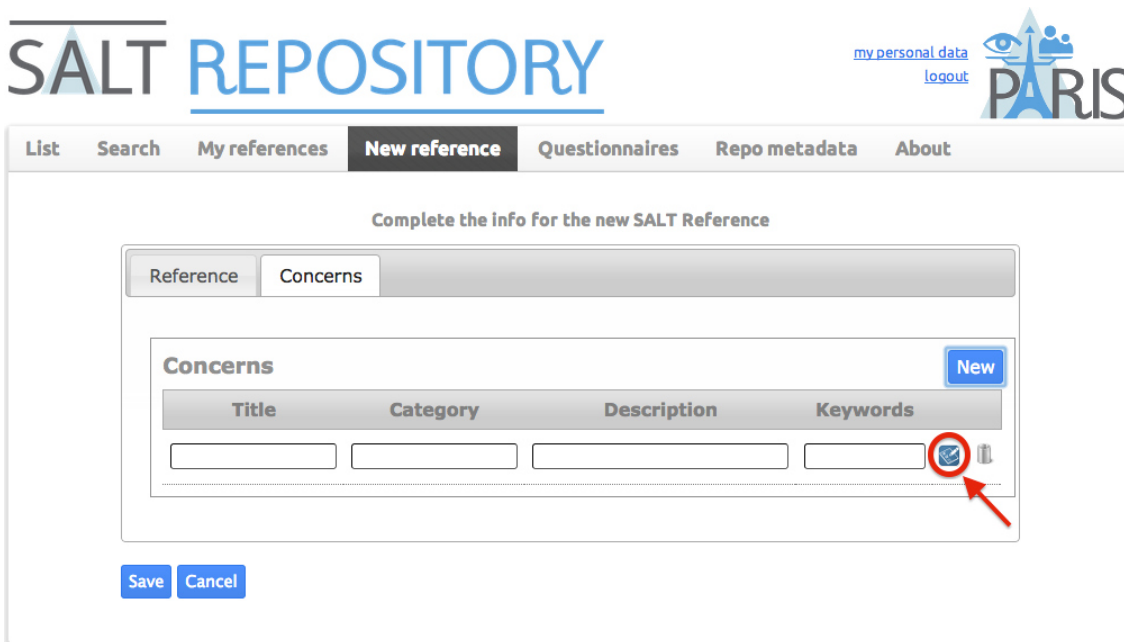 SALT REPOSITORY
my personal data
logout
PARIS
List Search My references New reference Questionnaires Repo metadata About
Complete the info for the new SALT Reference
Reference Concerns
Concerns New
Title Category Description Keywords
Save Cancel